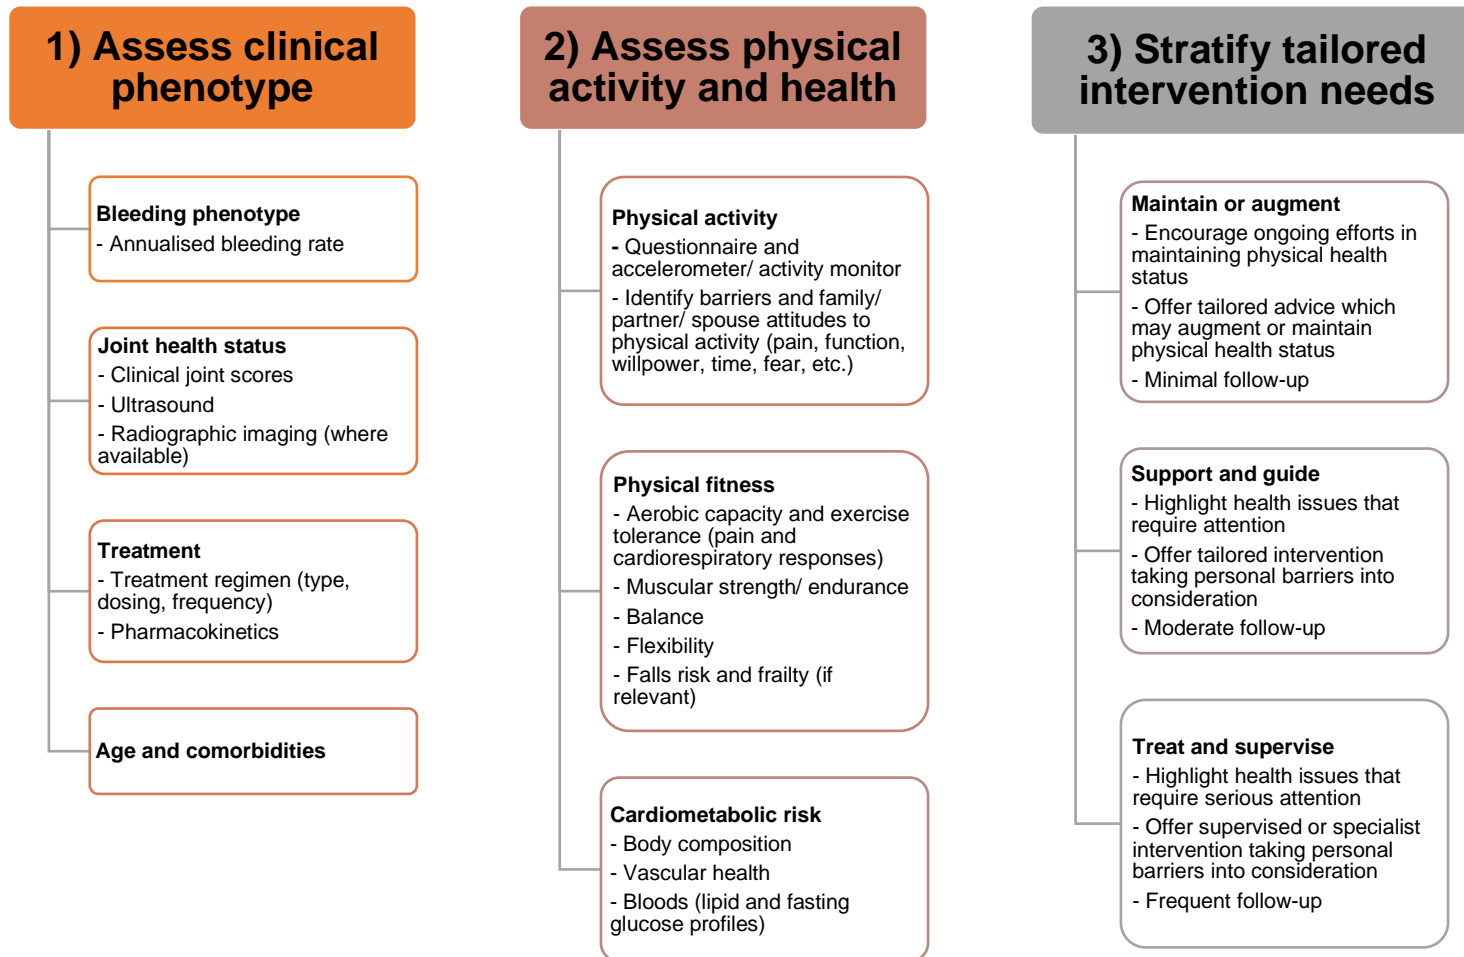 1) Assess clinical
phenotype
Bleeding phenotype
- Annualised bleeding rate
Joint health status
- Clinical joint scores
- Ultrasound
- Radiographic imaging (where
available)
Treatment
- Treatment regimen (type,
dosing, frequency)
- Pharmacokinetics
Age and comorbidities
2) Assess physical
activity and health
Physical activity
- Questionnaire and
accelerometer/ activity monitor
- Identify barriers and family/
partner/ spouse attitudes to
physical activity (pain, function,
willpower, time, fear, etc.)
Physical fitness
- Aerobic capacity and exercise
tolerance (pain and
cardiorespiratory responses)
- Muscular strength/ endurance
- Balance
- Flexibility
- Falls risk and frailty (if
relevant)
Cardiometabolic risk
- Body composition
- Vascular health
- Bloods (lipid and fasting
glucose profiles)
3) Stratify tailored
intervention needs
Maintain or augment
- Encourage ongoing efforts in
maintaining physical health
status
- Offer tailored advice which
may augment or maintain
physical health status
- Minimal follow-up
Support and guide
- Highlight health issues that
require attention
- Offer tailored intervention
taking personal barriers into
consideration
- Moderate follow-up
Treat and supervise
- Highlight health issues that
require serious attention
- Offer supervised or specialist
intervention taking personal
barriers into consideration
- Frequent follow-up